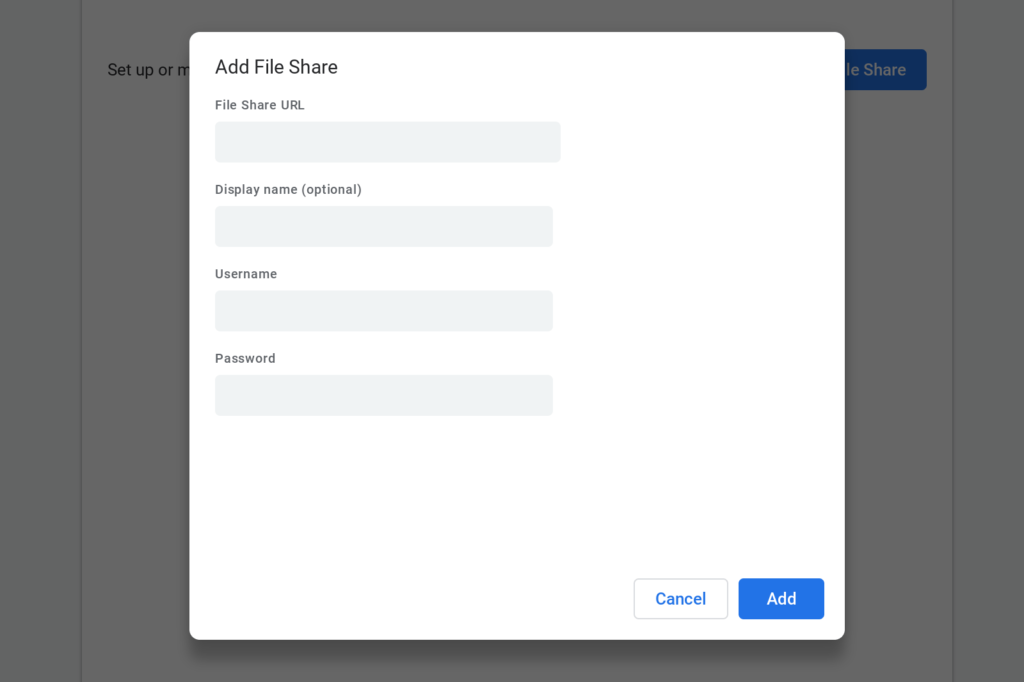 Add File Share
Set up or m
le Share
File Share URL
Display name (optional)
Username
Password
Cancel
Add